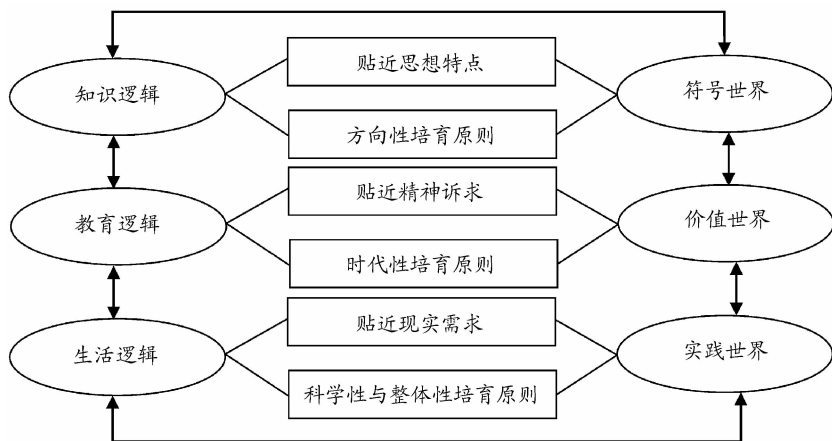 贴近思想特点
知识逻辑
符号世界
方向性培育原则
贴近精神诉求
教育逻辑
价值世界
时代性培育原则
贴近现实需求
生活逻辑
实践世界
科学性与整体性培育原则